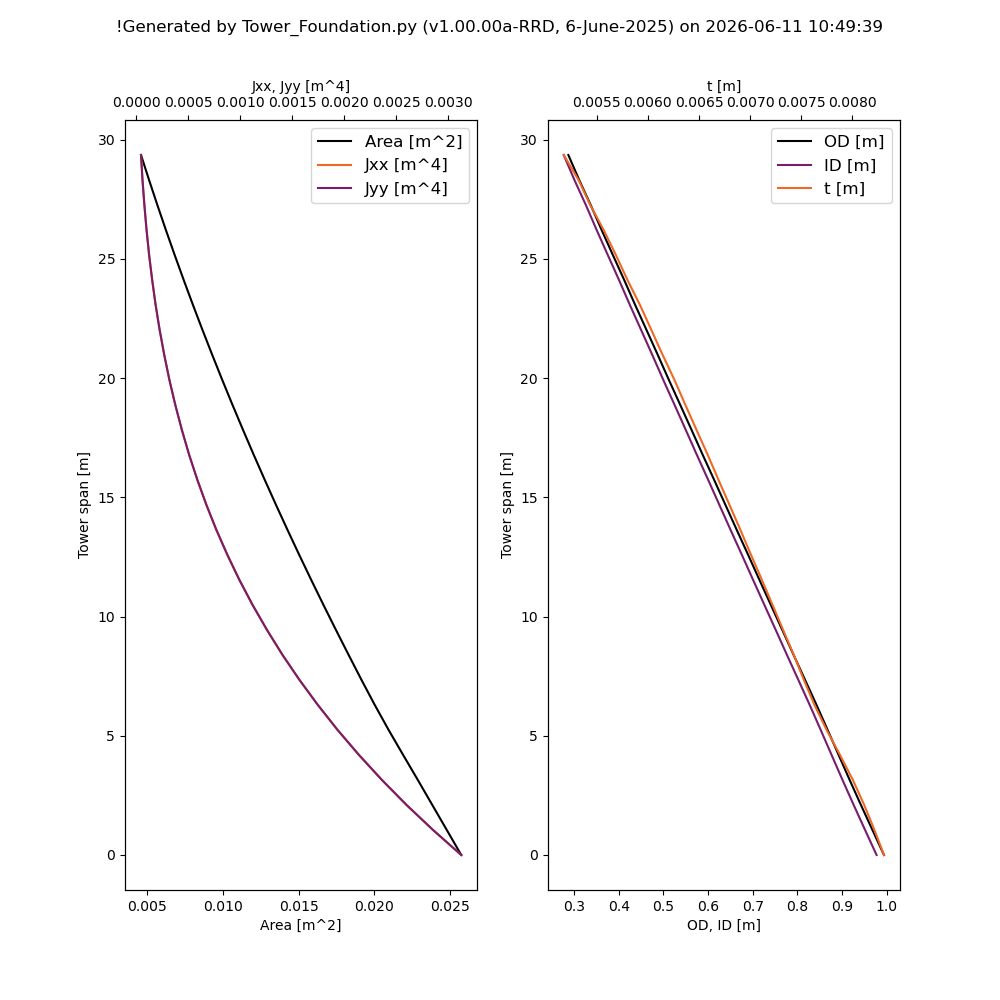 !Generated by Tower_Foundation.py (v1.00.00a-RRD, 6-June-2025) on 2026-06-11 10:49:39
Jxx, Jyy [m^4]
0.0000 0.0005 0.0010 0.0015 0.0020 0.0025 0.0030
30
25
20
15
10
5
0
Tower span [m]
Area [m^2]
Jxx [m^4]
Jyy [m^4]
0.005 0.010 0.015 0.020 0.025
Area [m^2]
t [m]
0.0055 0.0060 0.0065 0.0070 0.0075 0.0080
30
25
20
15
10
5
0
Tower span [m]
OD [m]
ID [m]
t [m]
0.3 0.4 0.5 0.6 0.7 0.8 0.9 1.0
OD, ID [m]